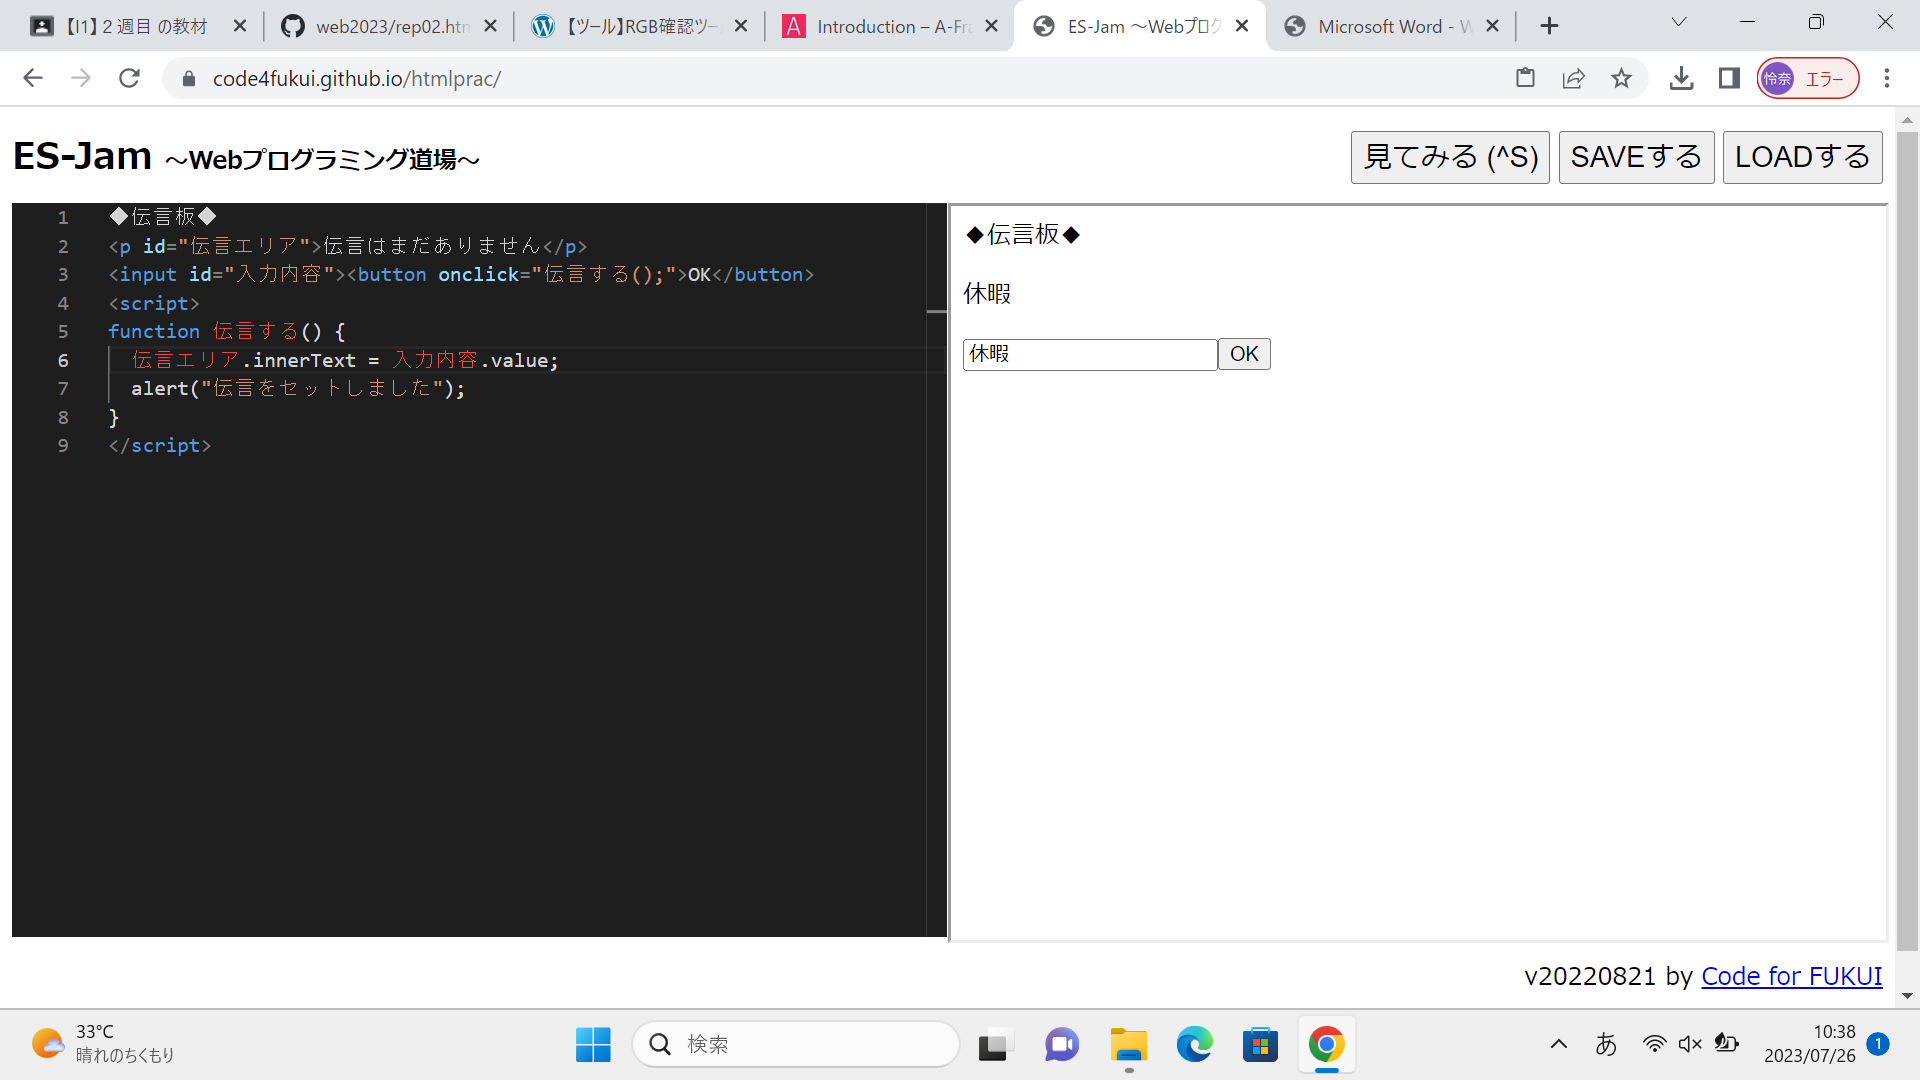 【I1】２週目 の教材
web2023/rep02.htm
【ツール】RGB確認ツー
Introduction – A-Fra
ES-Jam 〜Webプログ
Microsoft Word - W
code4fukui.github.io/htmlprac/
怜奈 エラー
ES-Jam 〜Webプログラミング道場〜
見てみる (^S) SAVEする LOADする
1 ◆伝言板◆
2 <p id="伝言エリア">伝言はまだありません</p>
3 <input id="入力内容"><button onclick="伝言する();">OK</button>
4 <script>
5 function 伝言する() {
6 伝言エリア.innerText = 入力内容.value;
7 alert("伝言をセットしました");
8 }
9 </script>
◆伝言板◆
休暇
休暇 OK
v20220821 by Code for FUKUI
33°C
晴れのちくもり
検索
あ
10:38
2023/07/26
1